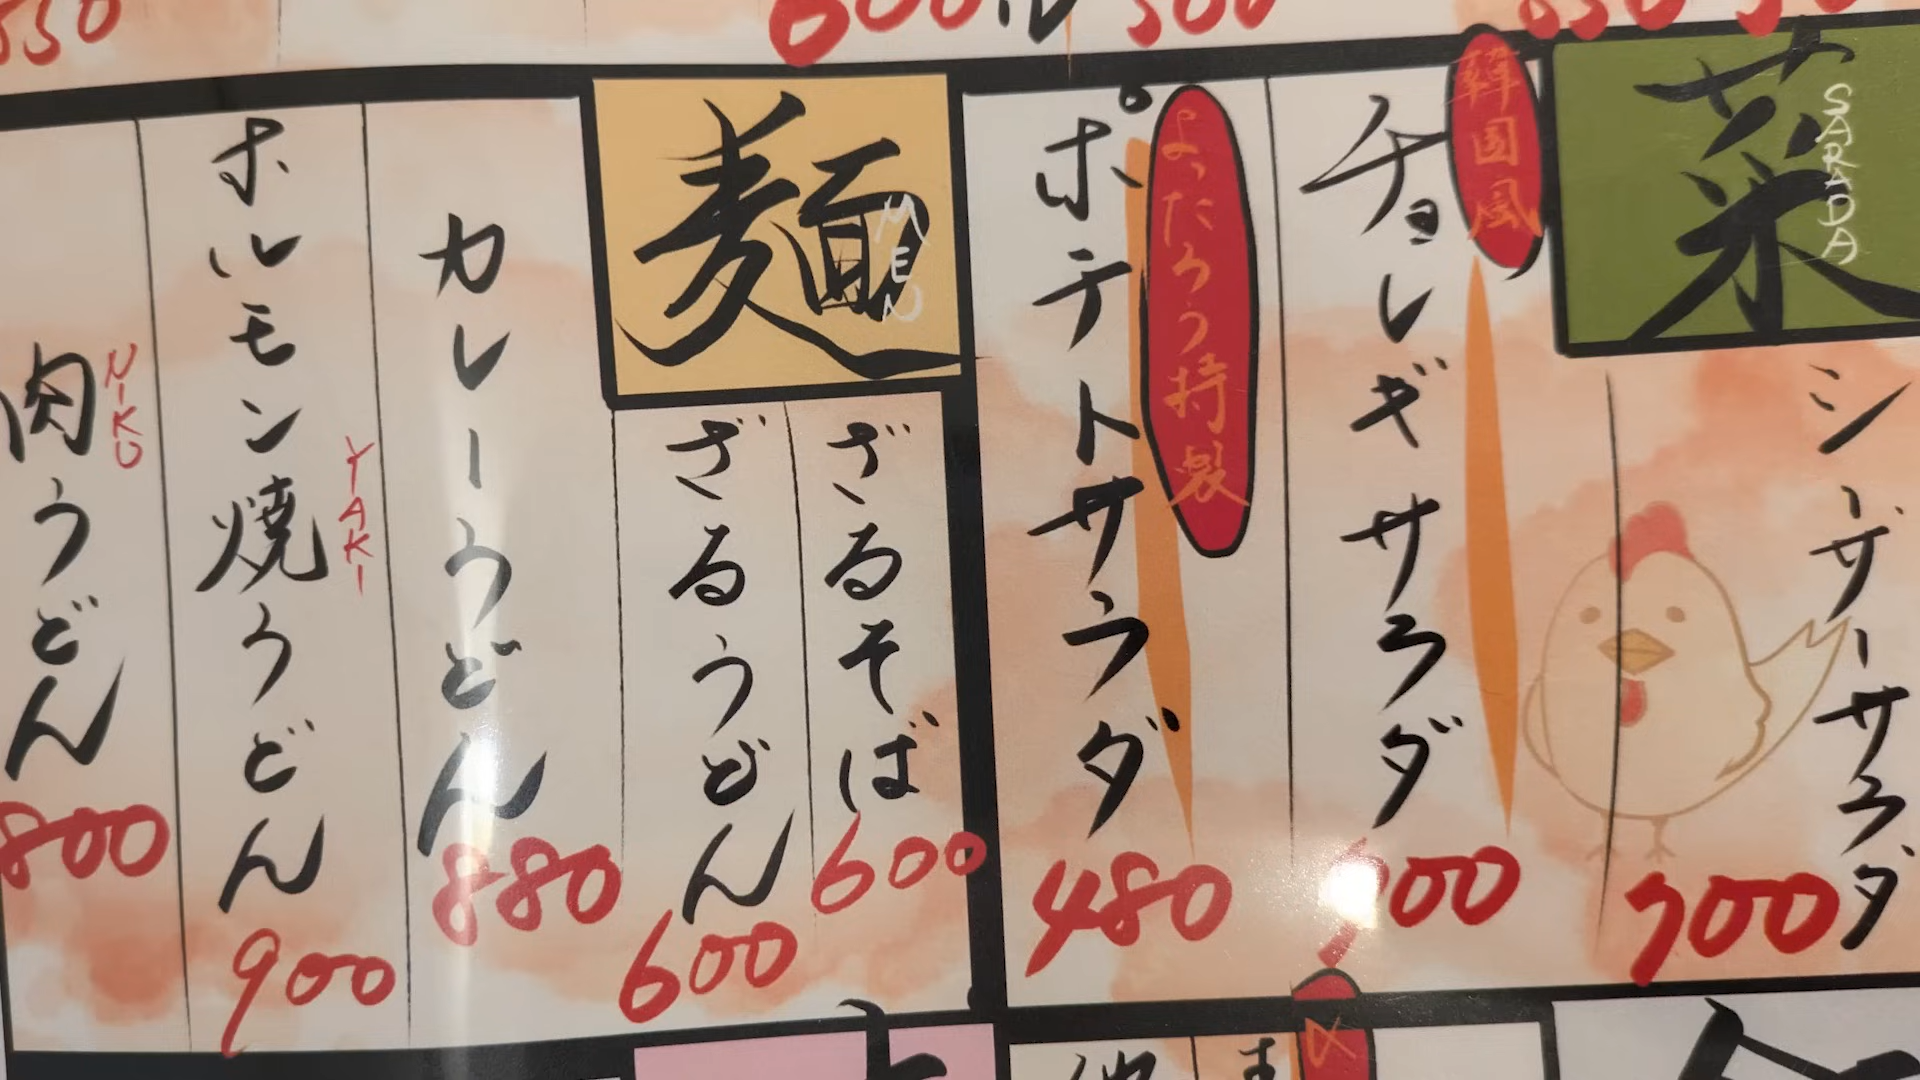 菜
SARADA
シーザーサラダ
700
韓国風
チョレギサラダ
よったろう特製
ポテトサラダ
480
麺
MEN
ざるそば
600
ざるうどん
600
カレーうどん
880
ホルモン焼うどん
YAKI
900
肉うどん
NIKU
800